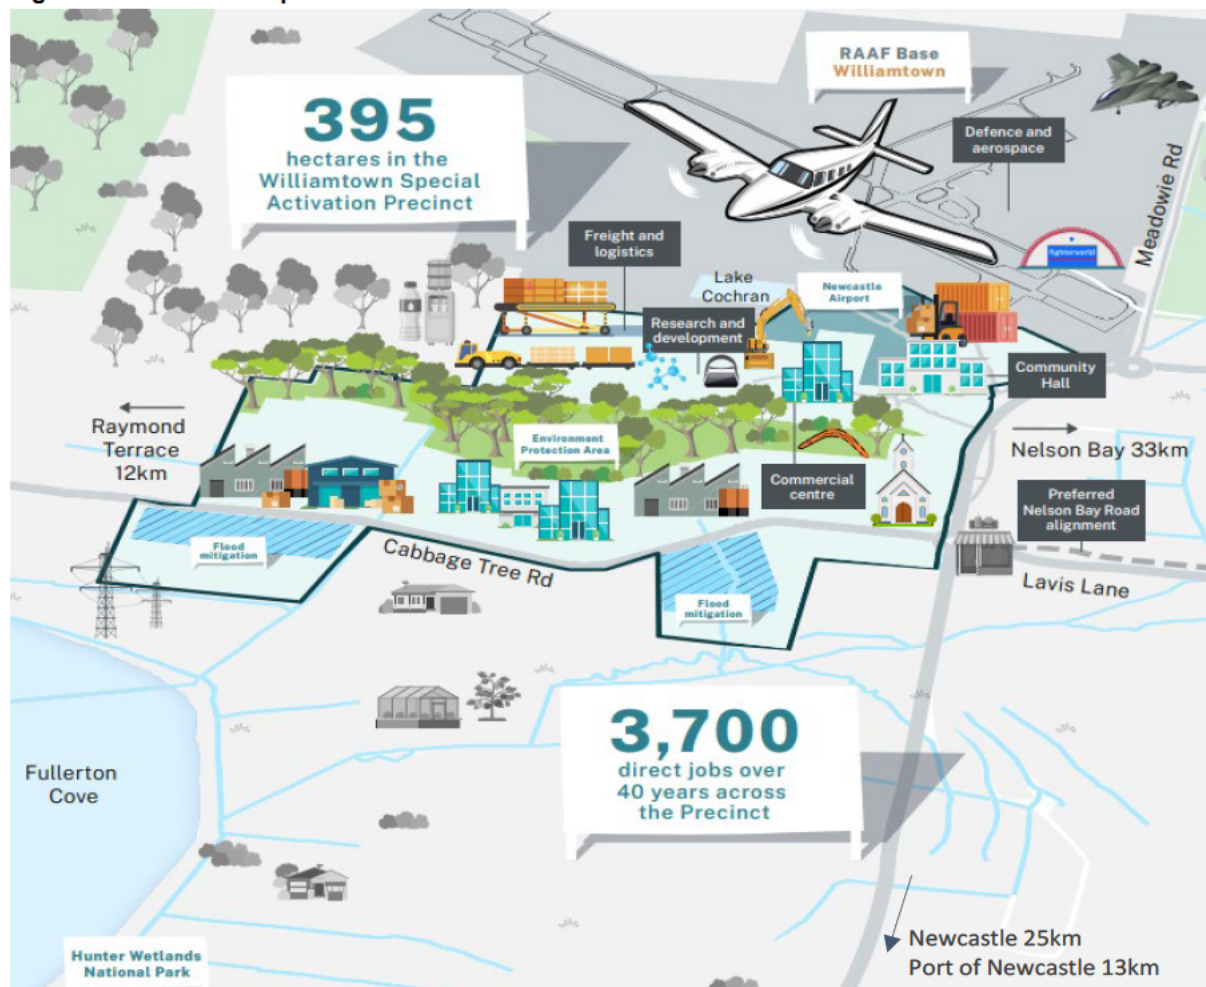 RAAF Base
Williamtown
395
hectares in the
Williamtown Special
Activation Precinct
Defence and
aerospace
Meadowie Rd
Freight and
logistics
fighterworld
Lake
Cochran
Newcastle
Airport
Research and
development
Community
Hall
Raymond
Terrace
12km
Nelson Bay 33km
Environment
Protection Area
Commercial
centre
Preferred
Nelson Bay Road
alignment
Flood
mitigation
Cabbage Tree Rd
Lavis Lane
Flood
mitigation
3,700
direct jobs over
40 years across
the Precinct
Fullerton
Cove
Newcastle 25km
Port of Newcastle 13km
Hunter Wetlands
National Park